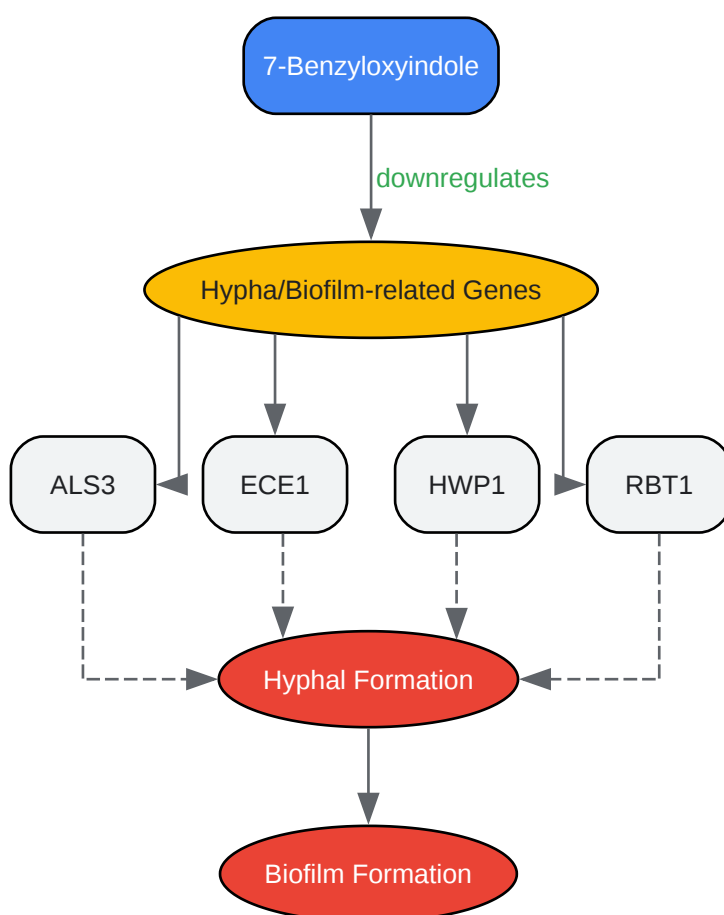 7-Benzyloxyindole
downregulates
Hypha/Biofilm-related Genes
ALS3
ECE1
HWP1
RBT1
Hyphal Formation
Biofilm Formation